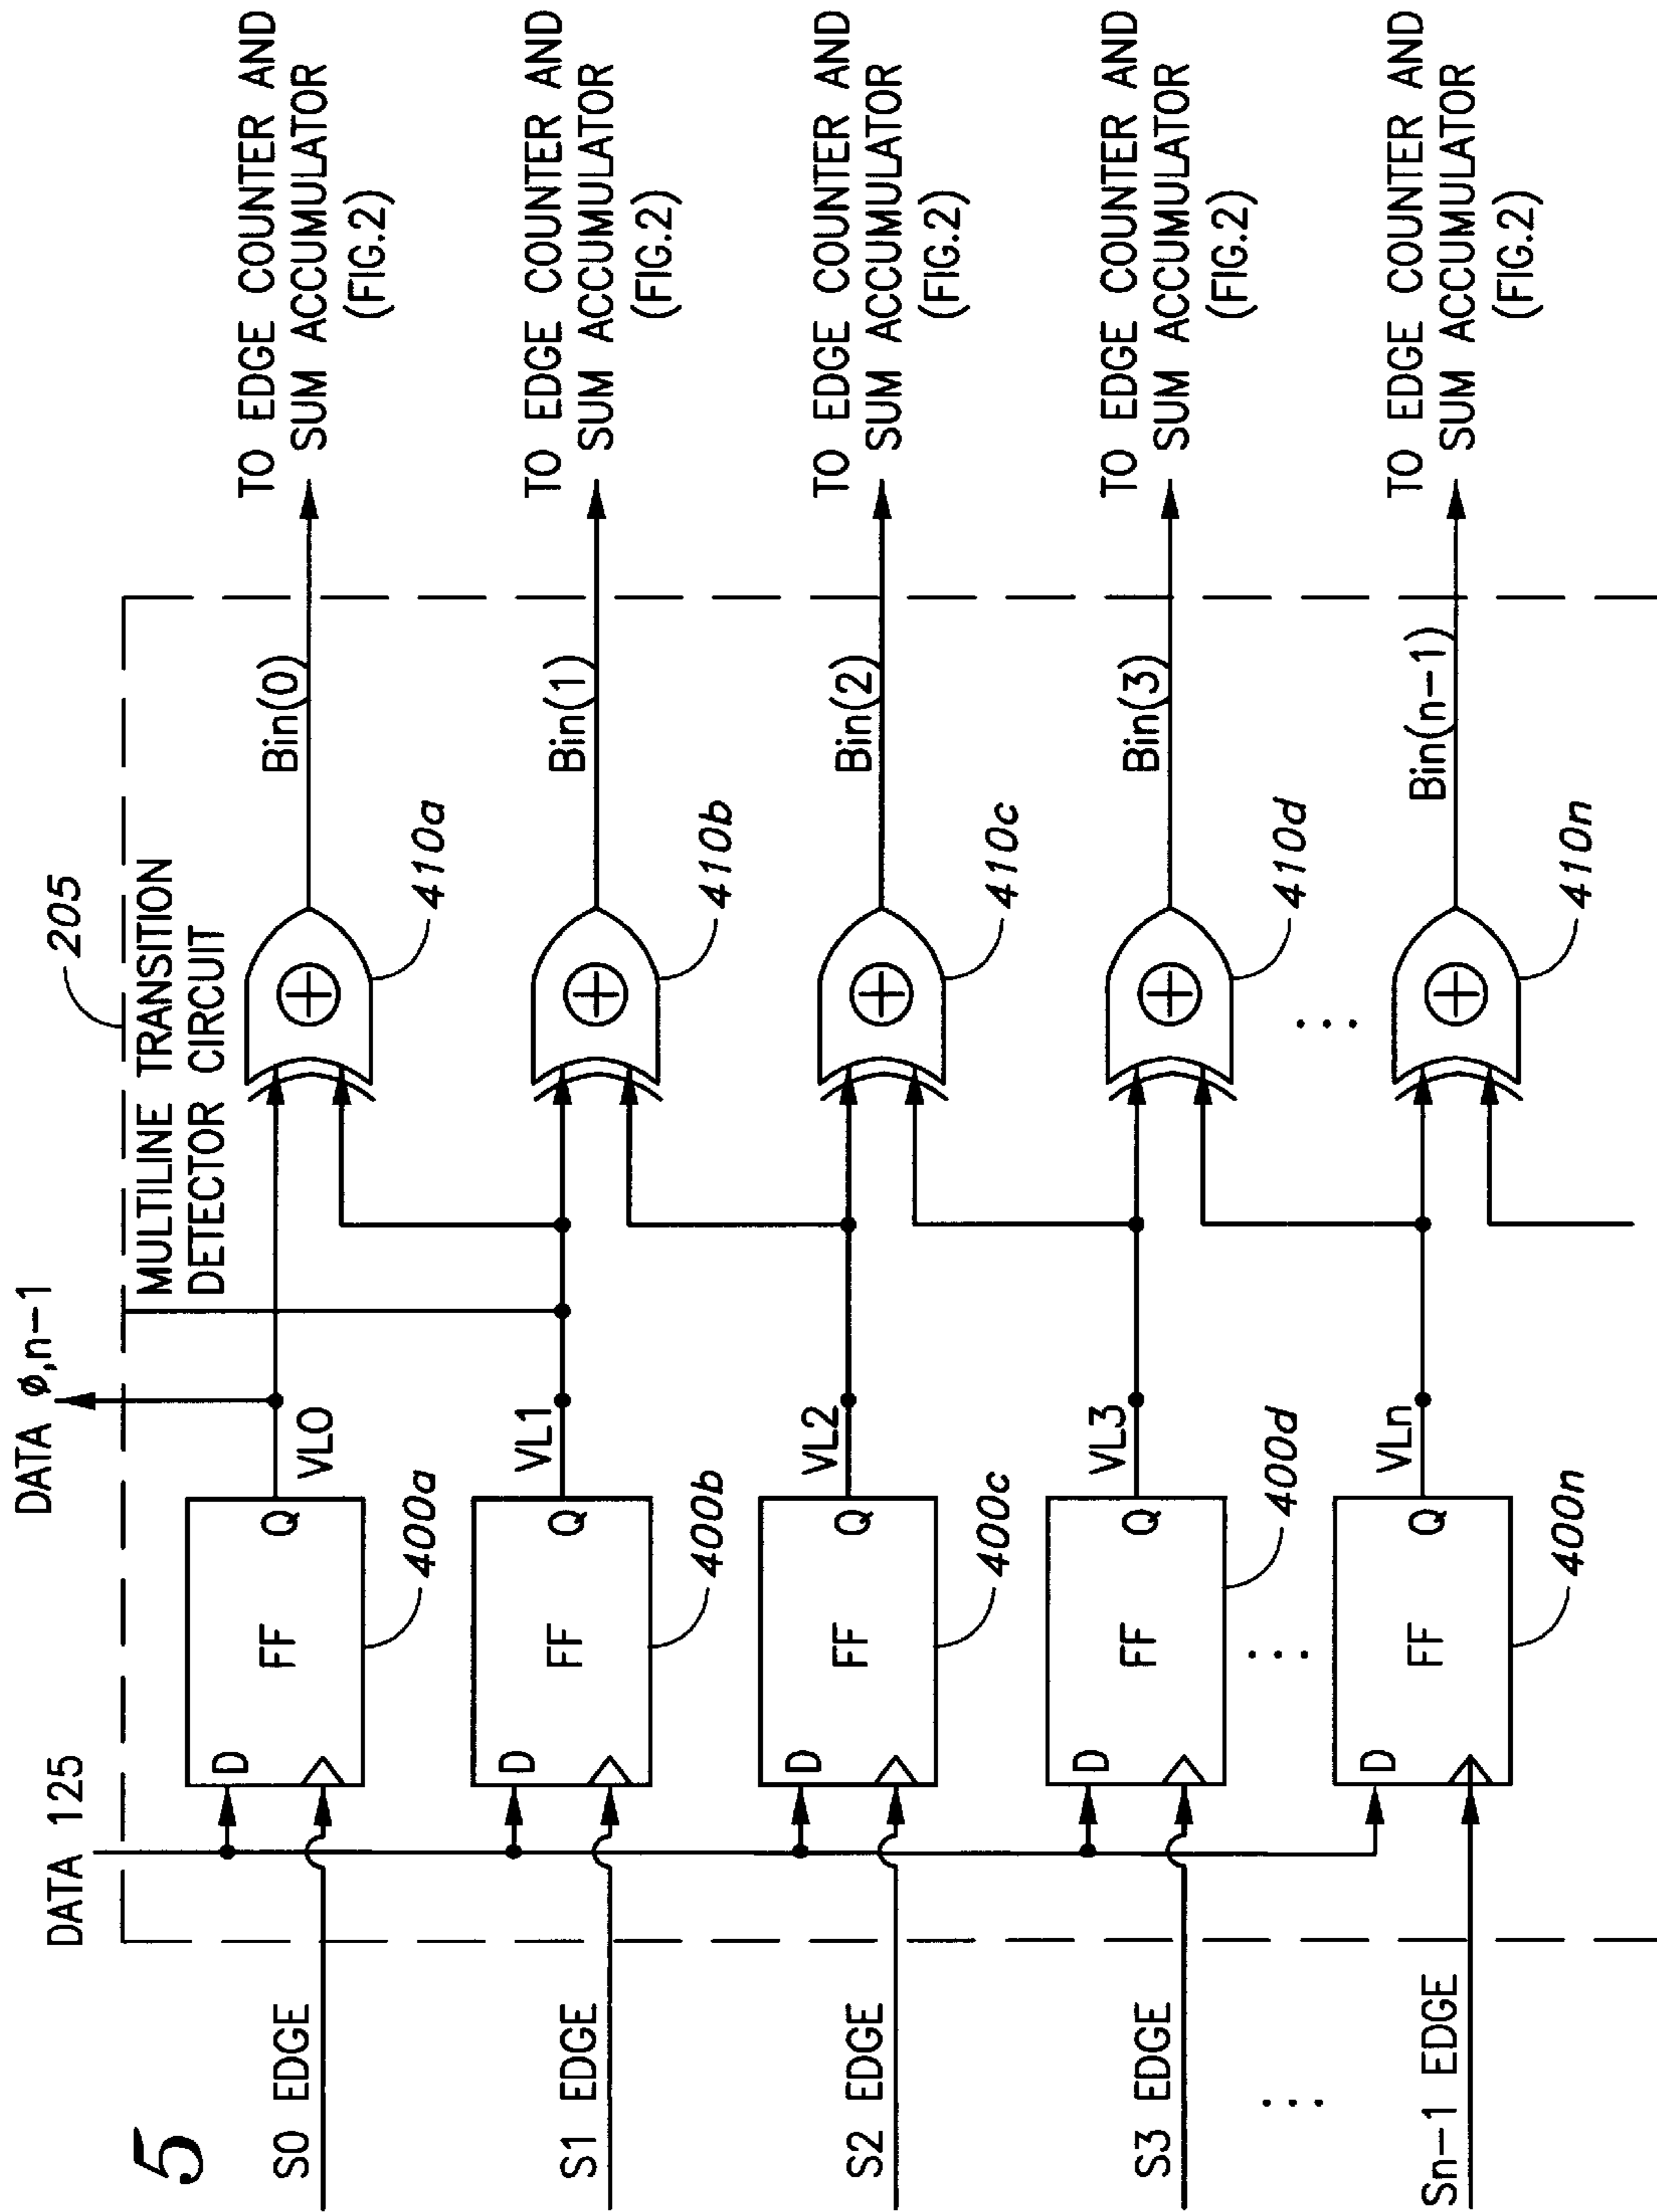 5
DATA 125
DATA ø,n-1
205
MULTILINE TRANSITION
DETECTOR CIRCUIT
S0 EDGE
D
FF
Q
400a
VL0
410a
Bin(0)
TO EDGE COUNTER AND
SUM ACCUMULATOR
(FIG.2)
S1 EDGE
D
FF
Q
400b
VL1
410b
Bin(1)
TO EDGE COUNTER AND
SUM ACCUMULATOR
(FIG.2)
S2 EDGE
D
FF
Q
400c
VL2
410c
Bin(2)
TO EDGE COUNTER AND
SUM ACCUMULATOR
(FIG.2)
S3 EDGE
D
FF
Q
400d
VL3
410d
Bin(3)
TO EDGE COUNTER AND
SUM ACCUMULATOR
(FIG.2)
...
...
...
Sn-1 EDGE
D
FF
Q
400n
VLn
410n
Bin(n-1)
TO EDGE COUNTER AND
SUM ACCUMULATOR
(FIG.2)